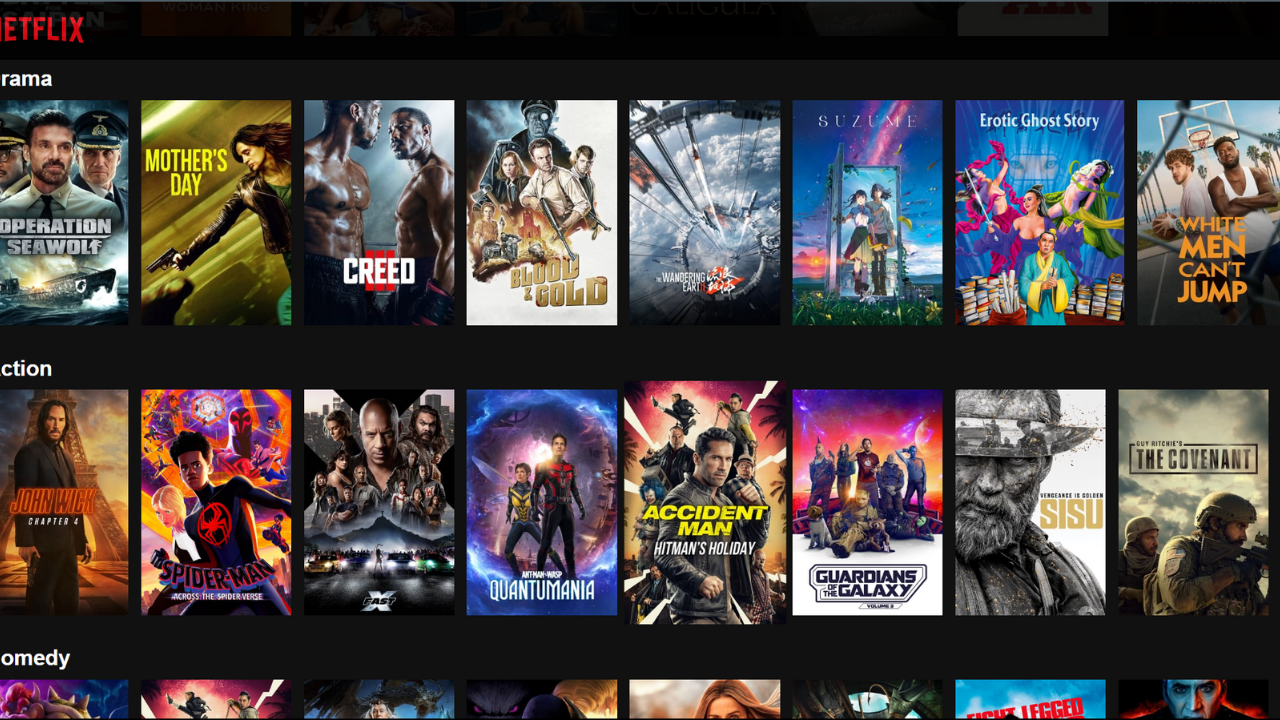 WOMAN KING
CALIGULA
AIR
NETFLIX
rama
OPERATION
SEAWOLF
MOTHER'S
DAY
CREED
III
BLOOD
& GOLD
THE WANDERING
EARTH
SUZUME
Erotic Ghost Story
WHITE
MEN
CAN'T
JUMP
ction
JOHN WICK
CHAPTER 4
SPIDER-MAN
ACROSS THE SPIDER-VERSE
FAST
X
ANT-MAN AND THE WASP
QUANTUMANIA
ACCIDENT
MAN
HITMAN'S HOLIDAY
GUARDIANS
OF THE GALAXY
VOLUME 3
VENGEANCE IS GOLDEN
SISU
GUY RITCHIE'S
THE COVENANT
omedy
EIGHT LEGGED